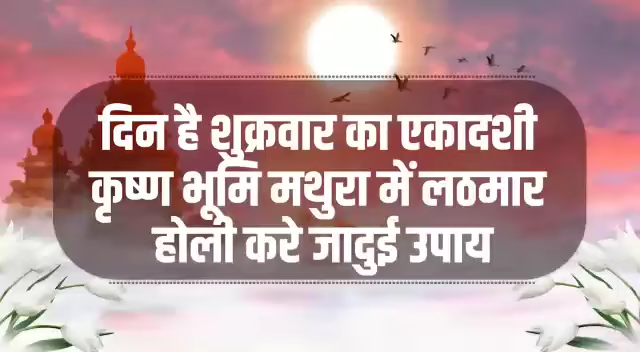 दिन है शुक्रवार का एकादशी
कृष्ण भूमि मथुरा में लठमार
होली करे जादुई उपाय